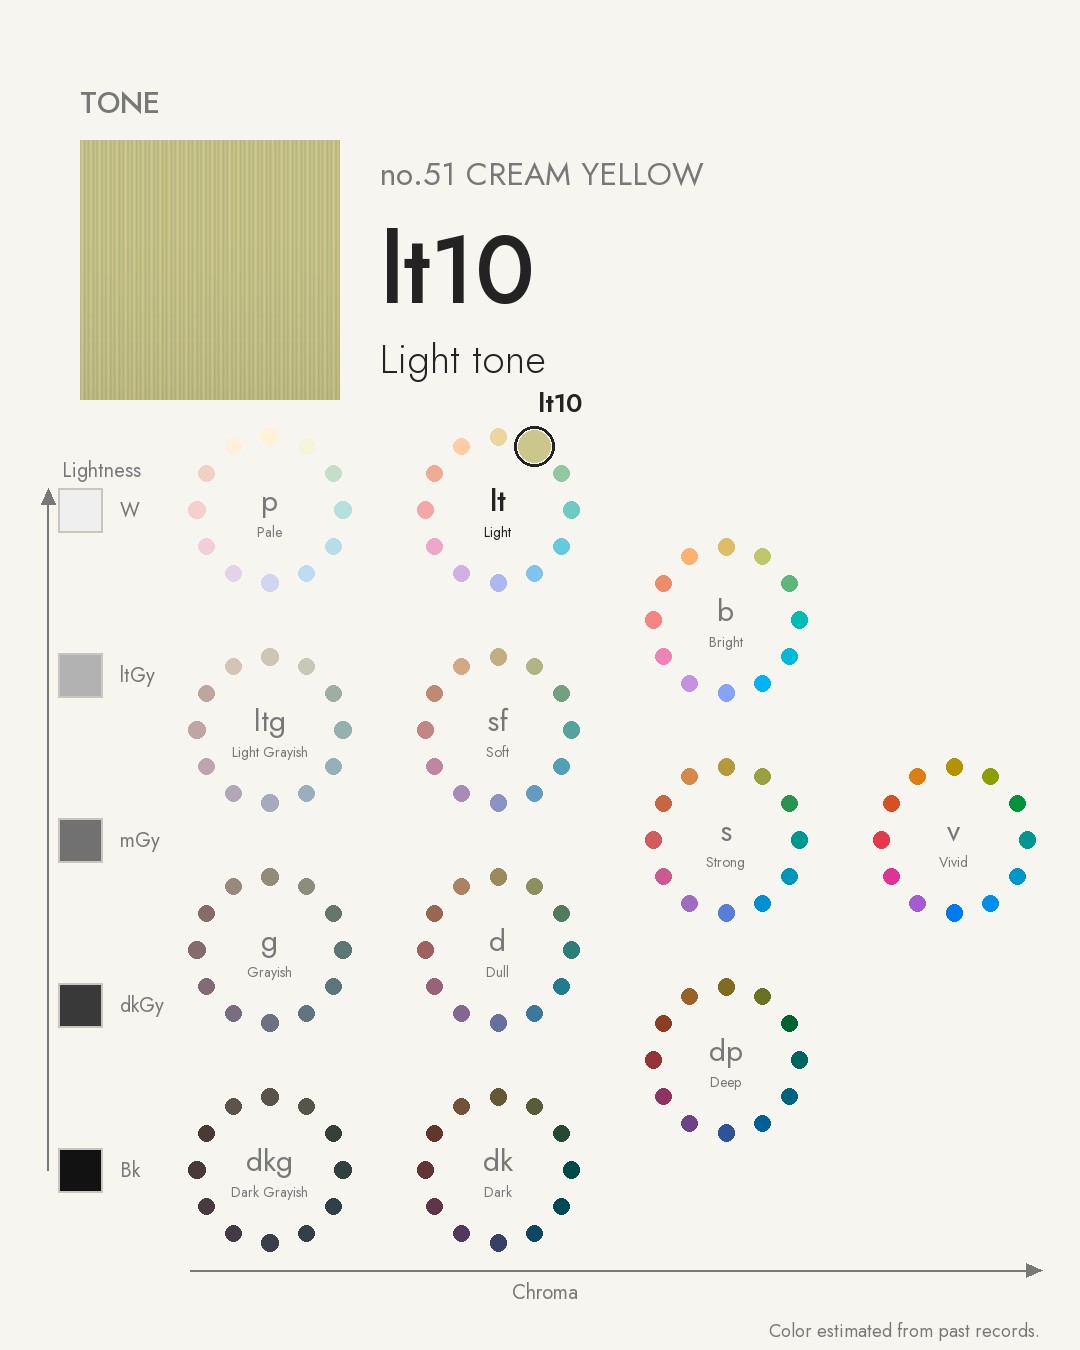 TONE
no.51 CREAM YELLOW
lt10
Light tone
lt10
Lightness
W
p
Pale
lt
Light
b
Bright
ltGy
ltg
Light Grayish
sf
Soft
mGy
s
Strong
v
Vivid
g
Grayish
d
Dull
dkGy
dp
Deep
Bk
dkg
Dark Grayish
dk
Dark
Chroma
Color estimated from past records.